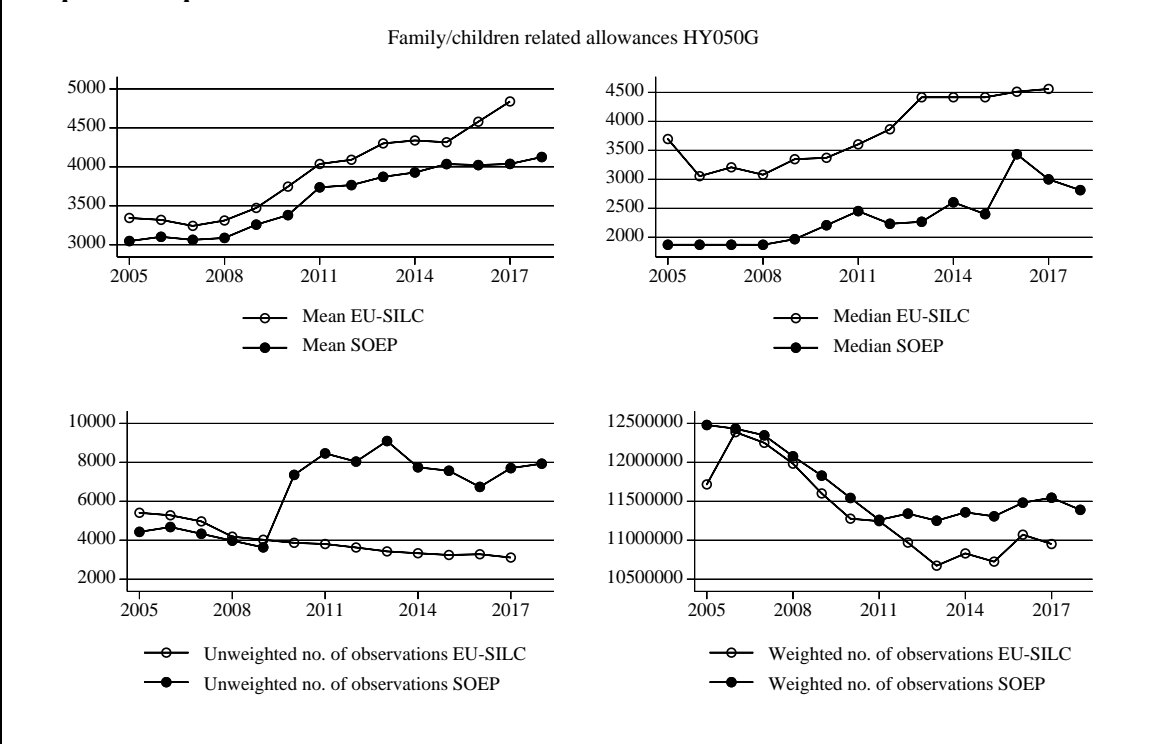 Family/children related allowances HY050G
5000
4500
4000
3500
3000
2005 2008 2011 2014 2017
Mean EU-SILC
Mean SOEP
4500
4000
3500
3000
2500
2000
2005 2008 2011 2014 2017
Median EU-SILC
Median SOEP
10000
8000
6000
4000
2000
2005 2008 2011 2014 2017
Unweighted no. of observations EU-SILC
Unweighted no. of observations SOEP
12500000
12000000
11500000
11000000
10500000
2005 2008 2011 2014 2017
Weighted no. of observations EU-SILC
Weighted no. of observations SOEP